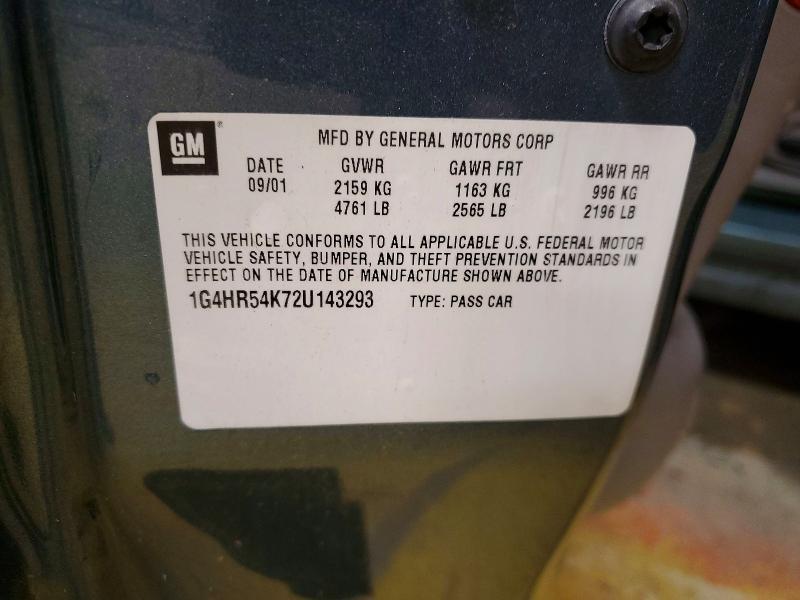 GM
MFD BY GENERAL MOTORS CORP
DATE GVWR GAWR FRT GAWR RR
09/01 2159 KG 1163 KG 996 KG
4761 LB 2565 LB 2196 LB
THIS VEHICLE CONFORMS TO ALL APPLICABLE U.S. FEDERAL MOTOR
VEHICLE SAFETY, BUMPER, AND THEFT PREVENTION STANDARDS IN
EFFECT ON THE DATE OF MANUFACTURE SHOWN ABOVE.
1G4HR54K72U143293 TYPE: PASS CAR